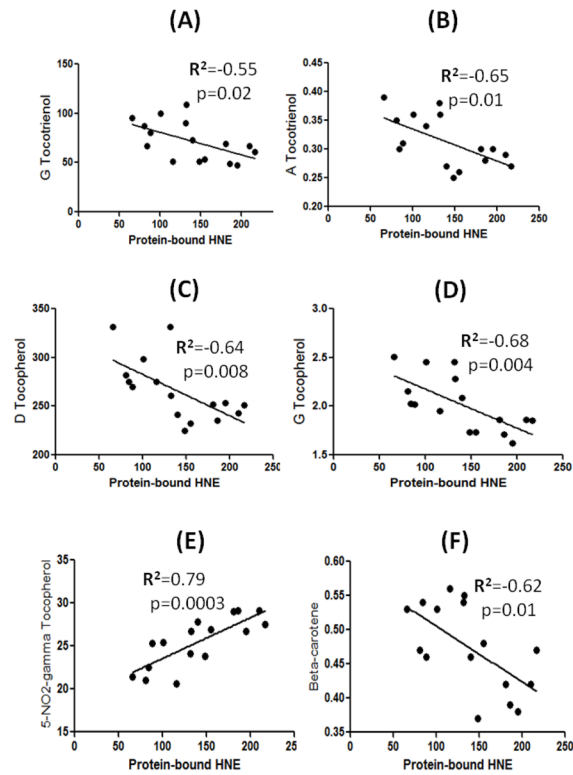 (A)
R²=-0.55
p=0.02
G Tocotrienol
150
100
50
0
0 50 100 150 200 250
Protein-bound HNE
(B)
R²=-0.65
p=0.01
A Tocotrienol
0.45
0.40
0.35
0.30
0.25
0.20
0 50 100 150 200 250
Protein-bound HNE
(C)
R²=-0.64
p=0.008
D Tocopherol
350
300
250
200
0 50 100 150 200 250
Protein-bound HNE
(D)
R²=-0.68
p=0.004
G Tocopherol
3.0
2.5
2.0
1.5
0 50 100 150 200 250
Protein-bound HNE
(E)
R²=0.79
p=0.0003
5-NO2-gamma Tocopherol
35
30
25
20
15
0 50 100 150 200 25
Protein-bound HNE
(F)
R²=-0.62
p=0.01
Beta-carotene
0.60
0.55
0.50
0.45
0.40
0.35
0 50 100 150 200 250
Protein-bound HNE